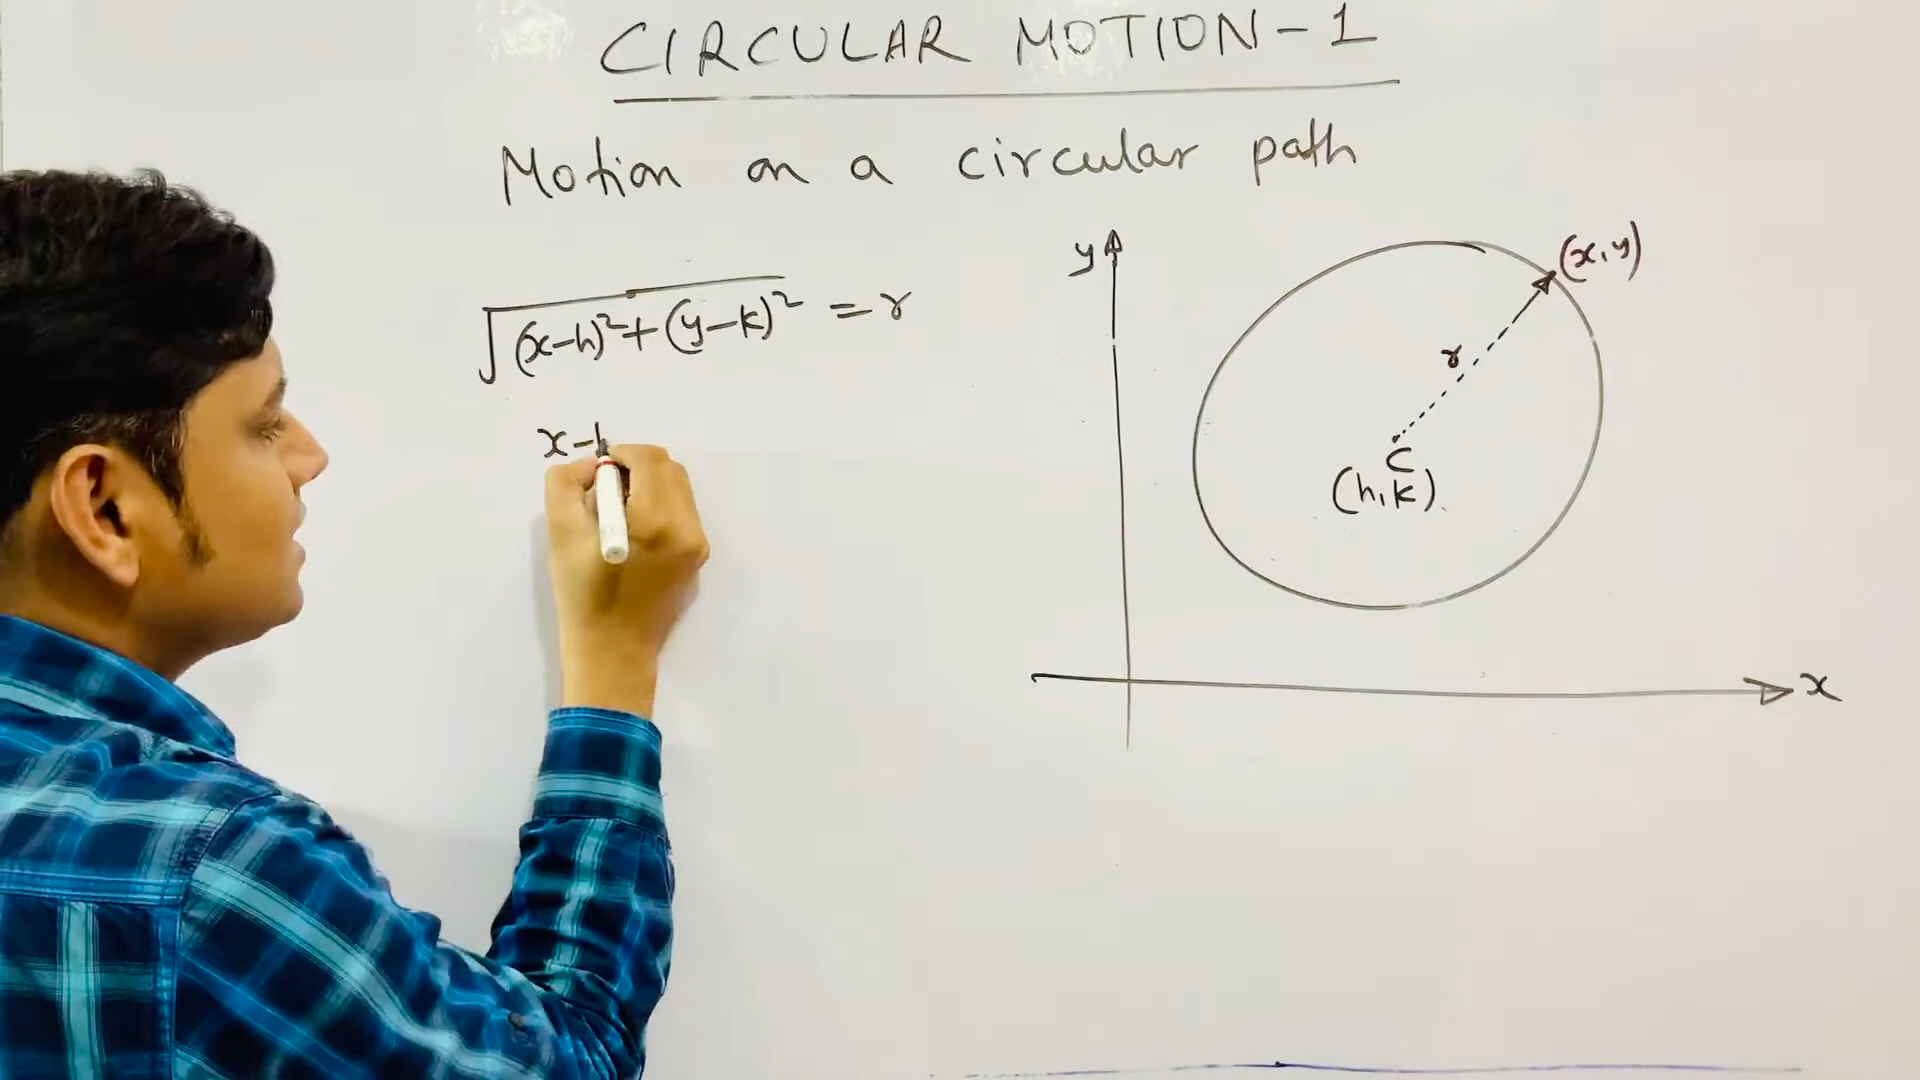 CIRCULAR MOTION-1
Motion on a circular path
√(x-h)²+(y-k)² = r
x-h
y
(x,y)
r
C
(h,k)
x